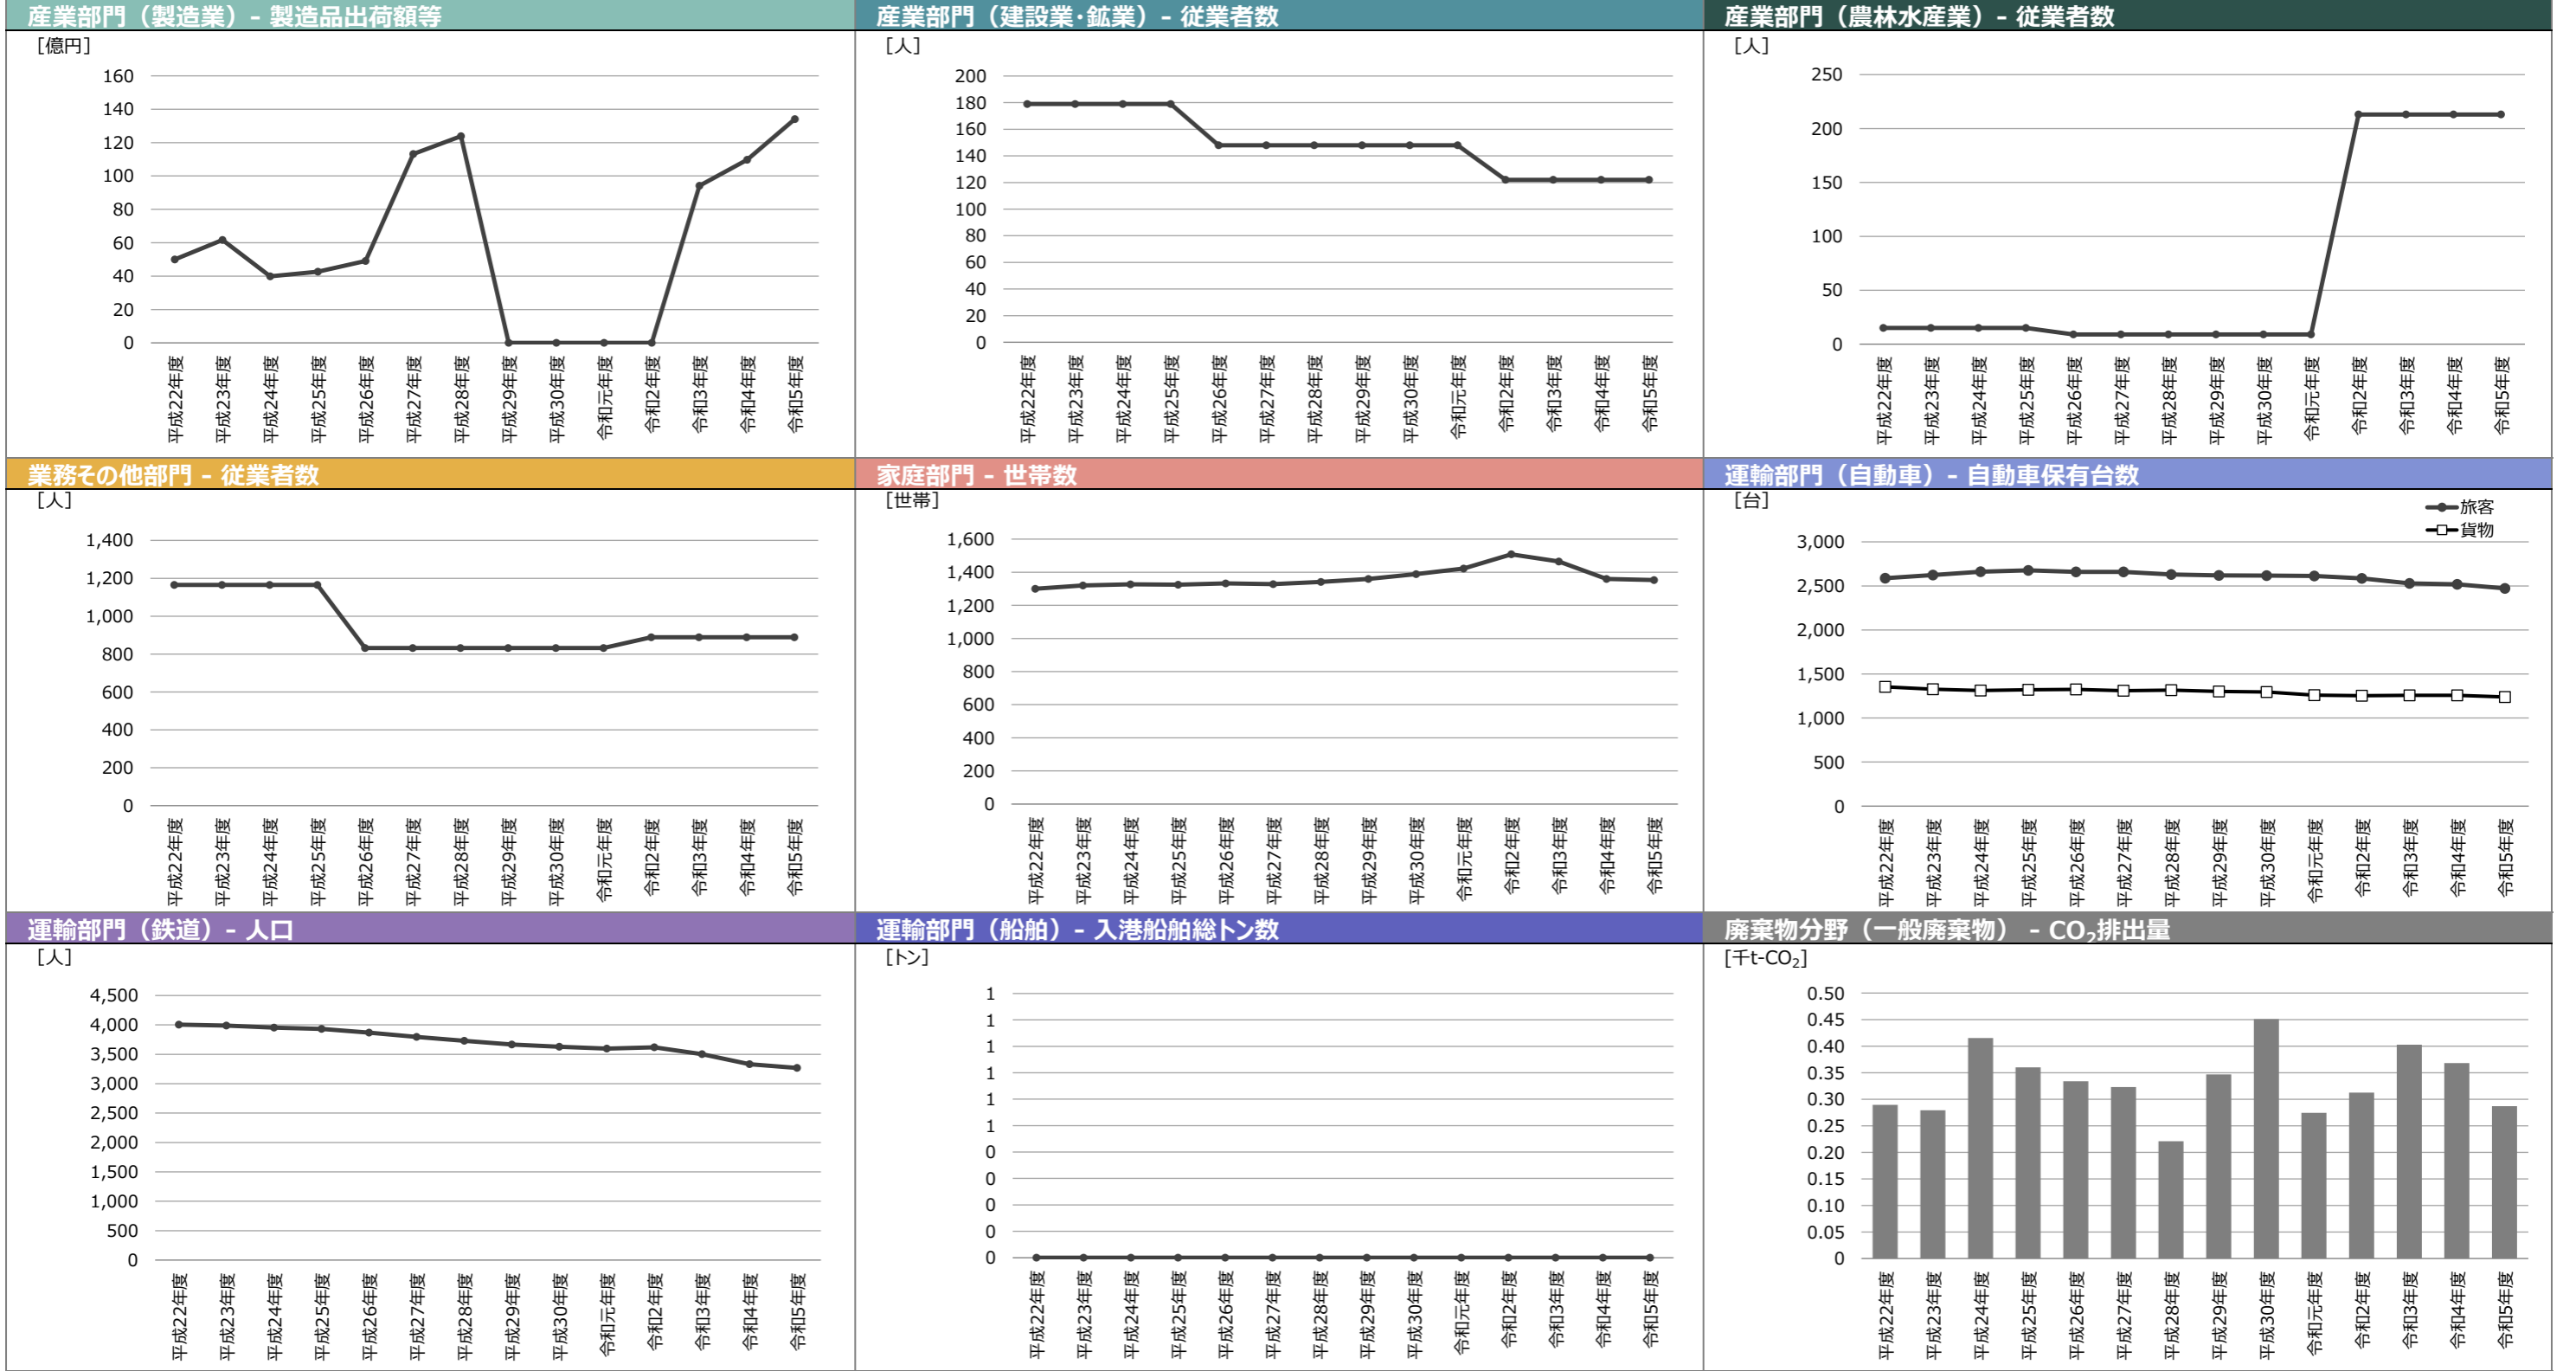 産業部門（製造業）- 製造品出荷額等
[億円]
160
140
120
100
80
60
40
20
0
平成22年度
平成23年度
平成24年度
平成25年度
平成26年度
平成27年度
平成28年度
平成29年度
平成30年度
令和元年度
令和2年度
令和3年度
令和4年度
令和5年度
産業部門（建設業･鉱業）- 従業者数
[人]
200
180
160
140
120
100
80
60
40
20
0
平成22年度
平成23年度
平成24年度
平成25年度
平成26年度
平成27年度
平成28年度
平成29年度
平成30年度
令和元年度
令和2年度
令和3年度
令和4年度
令和5年度
産業部門（農林水産業）- 従業者数
[人]
250
200
150
100
50
0
平成22年度
平成23年度
平成24年度
平成25年度
平成26年度
平成27年度
平成28年度
平成29年度
平成30年度
令和元年度
令和2年度
令和3年度
令和4年度
令和5年度
業務その他部門 - 従業者数
[人]
1,400
1,200
1,000
800
600
400
200
0
平成22年度
平成23年度
平成24年度
平成25年度
平成26年度
平成27年度
平成28年度
平成29年度
平成30年度
令和元年度
令和2年度
令和3年度
令和4年度
令和5年度
家庭部門 - 世帯数
[世帯]
1,600
1,400
1,200
1,000
800
600
400
200
0
平成22年度
平成23年度
平成24年度
平成25年度
平成26年度
平成27年度
平成28年度
平成29年度
平成30年度
令和元年度
令和2年度
令和3年度
令和4年度
令和5年度
運輸部門（自動車）- 自動車保有台数
[台]
旅客
貨物
3,000
2,500
2,000
1,500
1,000
500
0
平成22年度
平成23年度
平成24年度
平成25年度
平成26年度
平成27年度
平成28年度
平成29年度
平成30年度
令和元年度
令和2年度
令和3年度
令和4年度
令和5年度
運輸部門（鉄道）- 人口
[人]
4,500
4,000
3,500
3,000
2,500
2,000
1,500
1,000
500
0
平成22年度
平成23年度
平成24年度
平成25年度
平成26年度
平成27年度
平成28年度
平成29年度
平成30年度
令和元年度
令和2年度
令和3年度
令和4年度
令和5年度
運輸部門（船舶）- 入港船舶総トン数
[トン]
1
1
1
1
1
1
0
0
0
0
0
平成22年度
平成23年度
平成24年度
平成25年度
平成26年度
平成27年度
平成28年度
平成29年度
平成30年度
令和元年度
令和2年度
令和3年度
令和4年度
令和5年度
廃棄物分野（一般廃棄物） - CO₂排出量
[千t-CO₂]
0.50
0.45
0.40
0.35
0.30
0.25
0.20
0.15
0.10
0.05
0
平成22年度
平成23年度
平成24年度
平成25年度
平成26年度
平成27年度
平成28年度
平成29年度
平成30年度
令和元年度
令和2年度
令和3年度
令和4年度
令和5年度